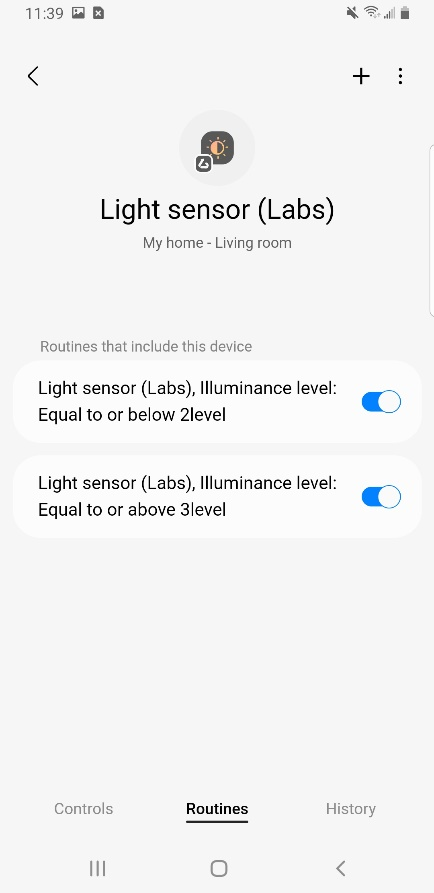 11:39
Light sensor (Labs)
My home - Living room
Routines that include this device
Light sensor (Labs), Illuminance level:
Equal to or below 2level
Light sensor (Labs), Illuminance level:
Equal to or above 3level
Controls
Routines
History